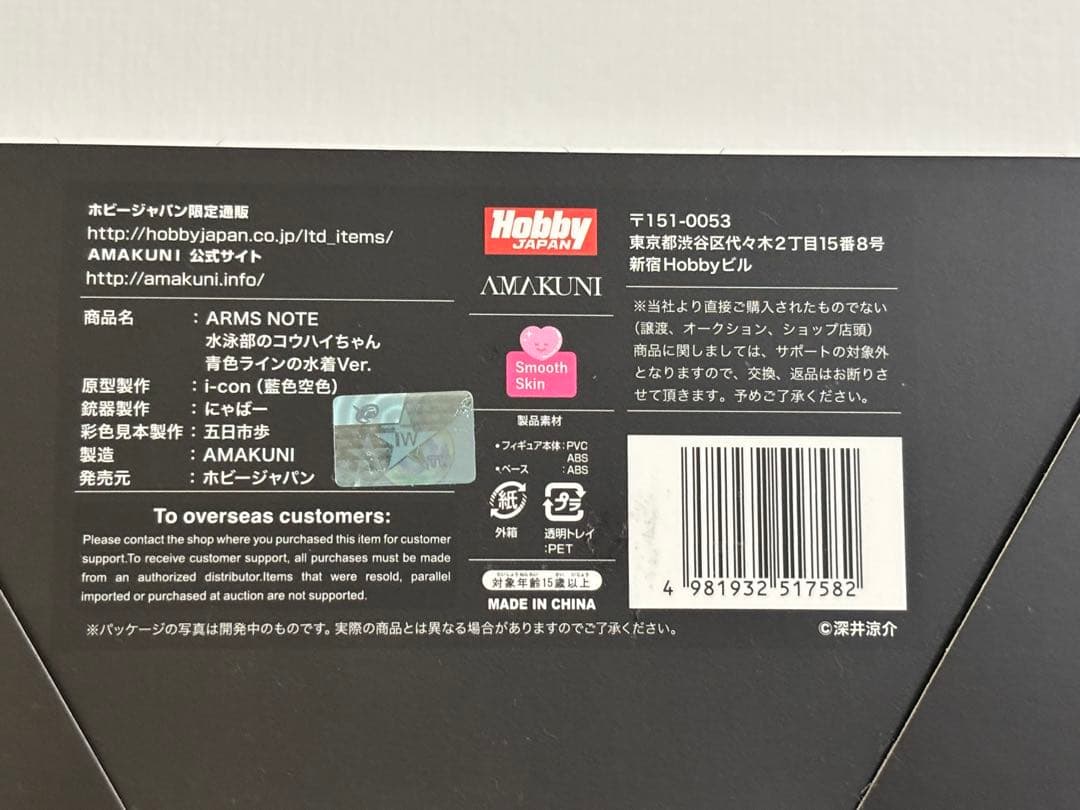 ホビージャパン限定通販
http://hobbyjapan.co.jp/ltd_items/
AMAKUNI 公式サイト
http://amakuni.info/
商品名 : ARMS NOTE
水泳部のコウハイちゃん
青色ラインの水着Ver.
原型製作 : i-con (藍色空色)
銃器製作 : にゃばー
彩色見本製作 : 五日市歩
製造 : AMAKUNI
発売元 : ホビージャパン
To overseas customers:
Please contact the shop where you purchased this item for customer
support.To receive customer support, all purchases must be made
from an authorized distributor.Items that were resold, parallel
imported or purchased at auction are not supported.
※パッケージの写真は開発中のものです。実際の商品とは異なる場合がありますのでご了承ください。
Hobby
JAPAN
AMAKUNI
Smooth
Skin
製品素材
・フィギュア本体:PVC
ABS
・ベース :ABS
紙
プラ
外箱
透明トレイ
:PET
対象年齢15歳以上
MADE IN CHINA
〒151-0053
東京都渋谷区代々木2丁目15番8号
新宿Hobbyビル
※当社より直接ご購入されたものでない
(譲渡、オークション、ショップ店頭)
商品に関しましては、サポートの対象外
となりますので、交換、返品はお断りさ
せて頂きます。予めご了承ください。
4 981932 517582
©深井涼介